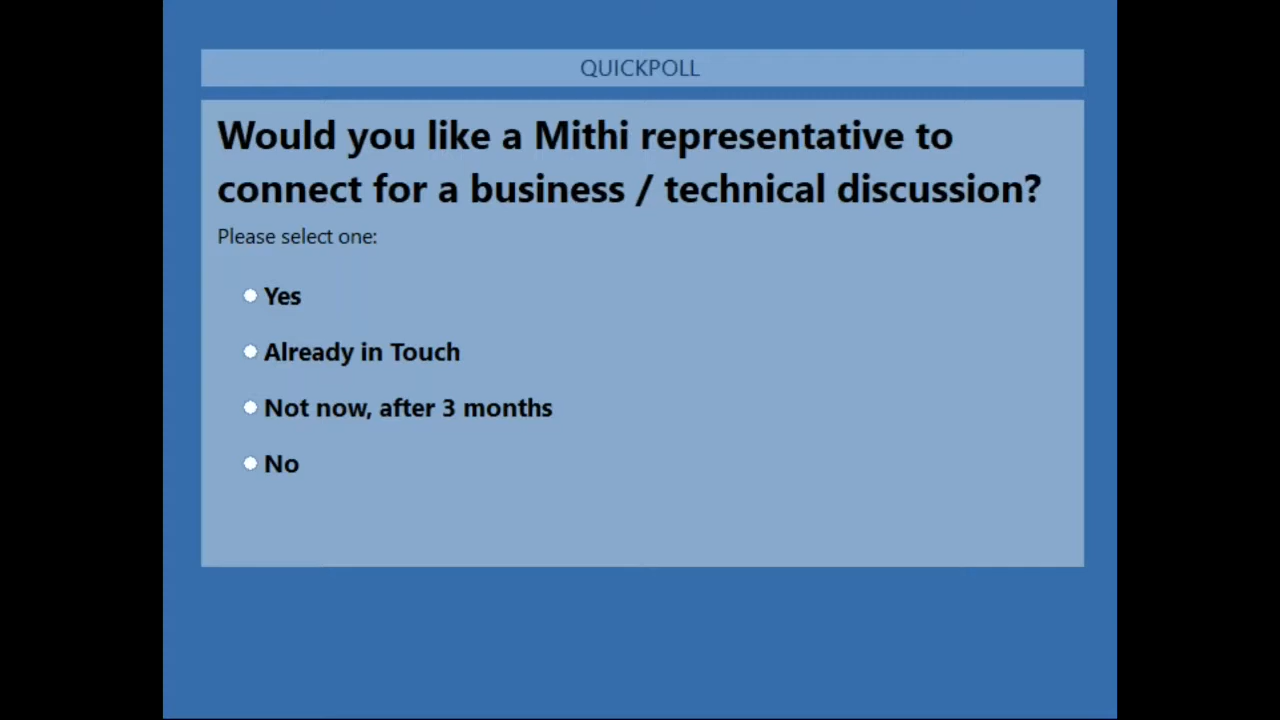 QUICKPOLL
Would you like a Mithi representative to
connect for a business / technical discussion?
Please select one:
Yes
Already in Touch
Not now, after 3 months
No